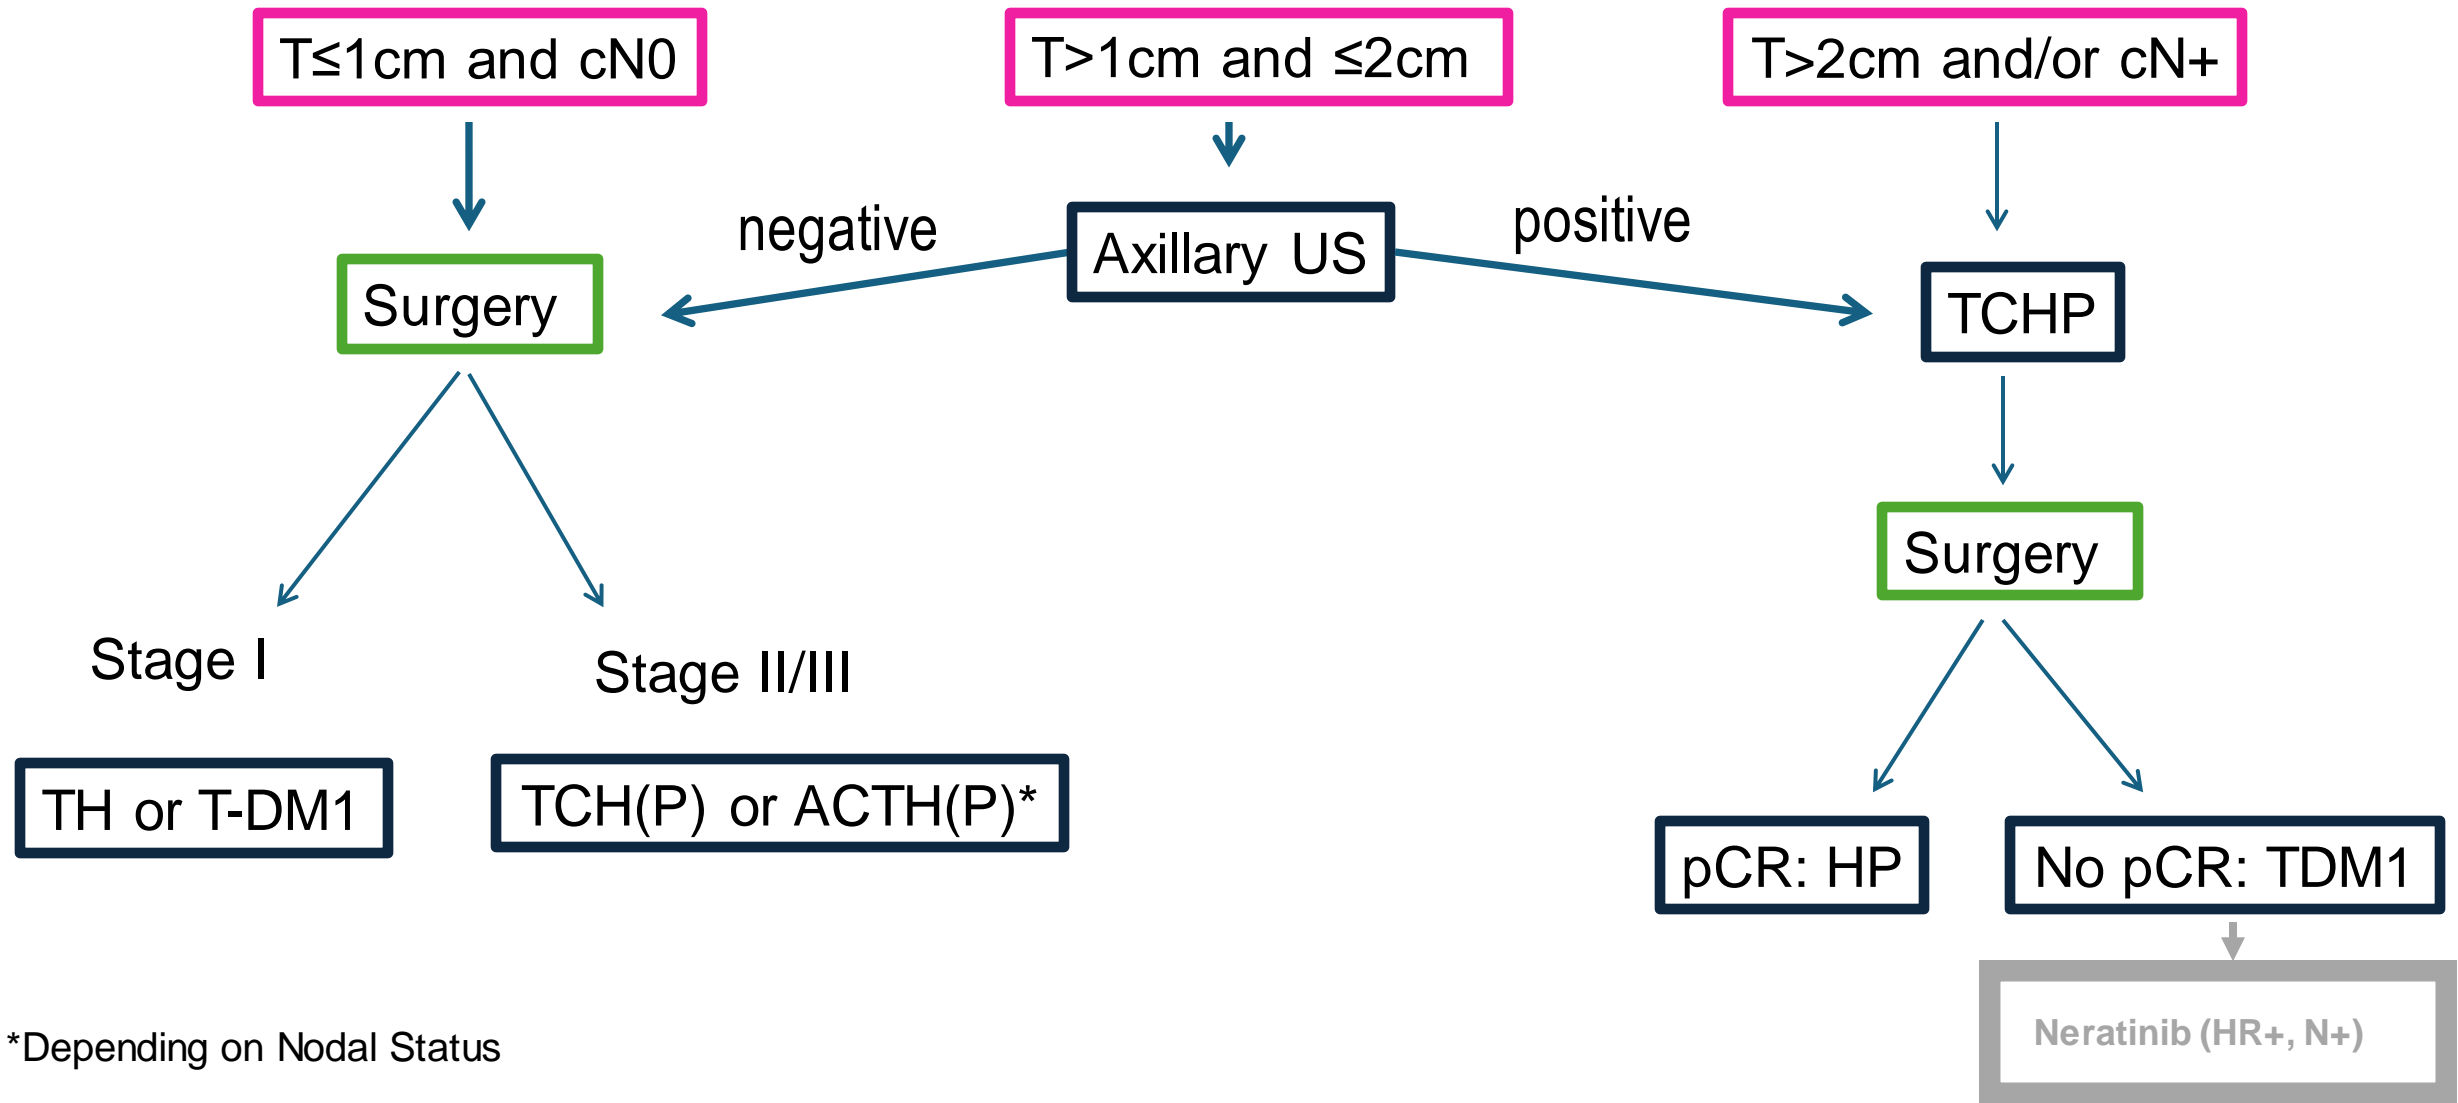 T≤1cm and cN0
T>1cm and ≤2cm
T>2cm and/or cN+
negative
Axillary US
positive
Surgery
TCHP
Surgery
Stage I
Stage II/III
TH or T-DM1
TCH(P) or ACTH(P)*
pCR: HP
No pCR: TDM1
*Depending on Nodal Status
Neratinib (HR+, N+)